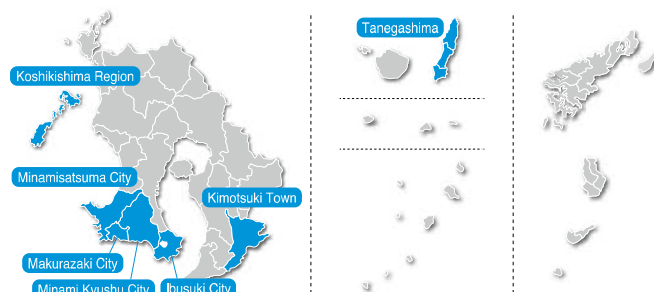 Tanegashima
Koshikishima Region
Minamisatsuma City
Kimotsuki Town
Makurazaki City
Minami Kyushu City
Ibusuki City